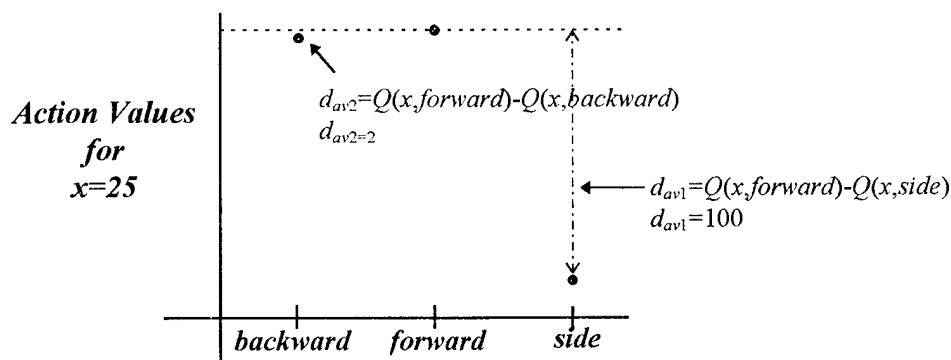 Action Values
for
x=25
d_{av2}=Q(x,forward)-Q(x,backward)
d_{av2=2}
d_{av1}=Q(x,forward)-Q(x,side)
d_{av1}=100
backward forward side